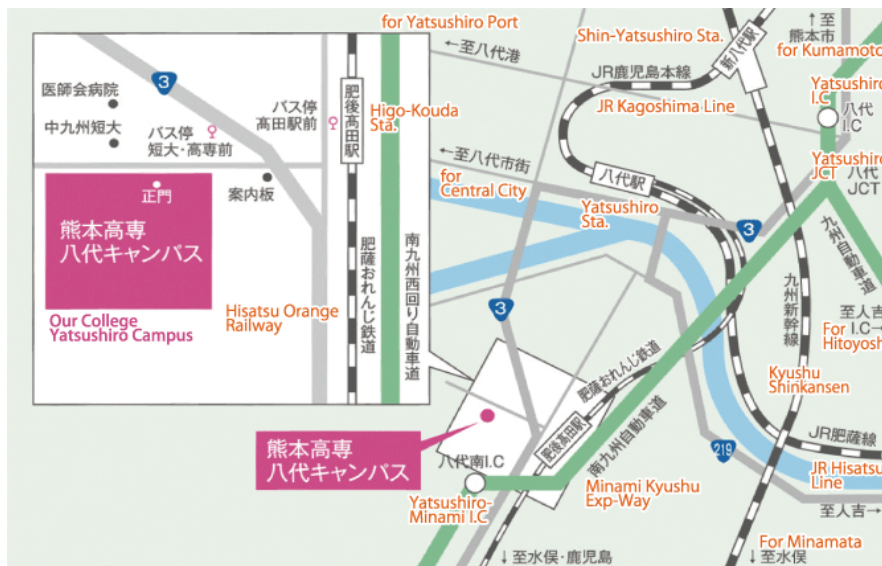 for Yatsushiro Port
←至八代港
Shin-Yatsushiro Sta.
新八代駅
↑至
熊本市
for Kumamoto
JR鹿児島本線
JR Kagoshima Line
Yatsushiro
I.C
八代
I.C
Yatsushiro
JCT
八代
JCT
3
医師会病院
中九州短大
バス停
短大・高専前
バス停
髙田駅前
肥後髙田駅
Higo-Kouda
Sta.
正門
案内板
熊本高専
八代キャンパス
Our College
Yatsushiro Campus
Hisatsu Orange
Railway
肥薩おれんじ鉄道
南九州西回り自動車道
←至八代市街
for
Central City
八代駅
Yatsushiro
Sta.
3
九州自動車道
九州新幹線
至人吉
I.C→
For
Hitoyoshi
3
Kyushu
Shinkansen
肥薩おれんじ鉄道
肥後髙田駅
南九州自動車道
JR肥薩線
219
JR Hisatsu
Line
熊本高専
八代キャンパス
八代南I.C
Yatsushiro-
Minami I.C
Minami Kyushu
Exp-Way
至人吉→
For Minamata
↓至水俣・鹿児島
↓至水俣